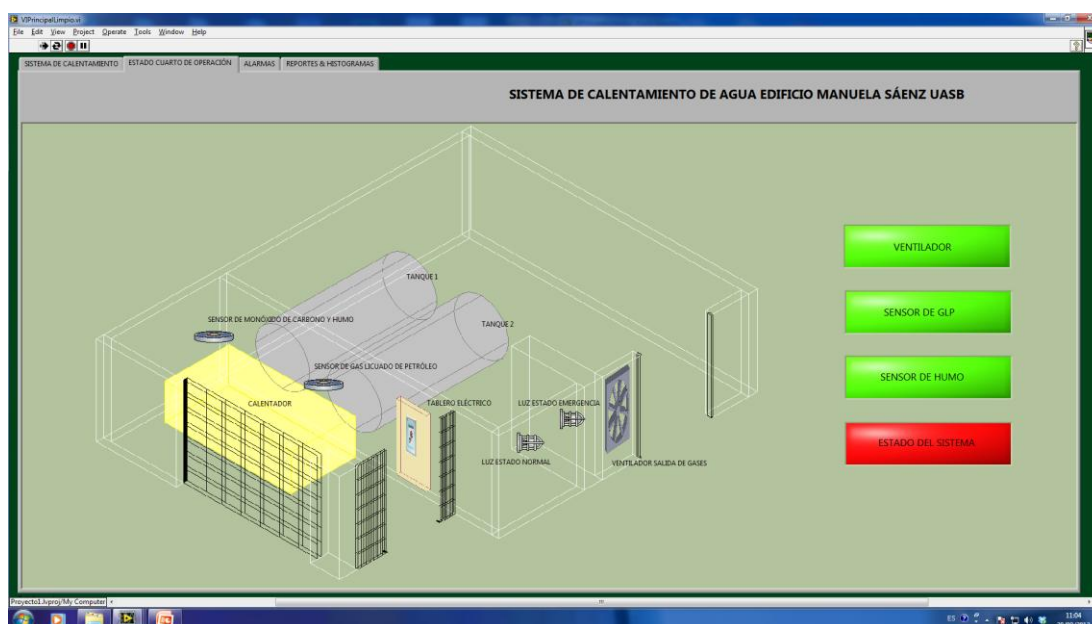 VIPrincipalLimpio.vi
File Edit View Project Operate Tools Window Help
SISTEMA DE CALENTAMIENTO ESTADO CUARTO DE OPERACIÓN ALARMAS REPORTES & HISTOGRAMAS
SISTEMA DE CALENTAMIENTO DE AGUA EDIFICIO MANUELA SÁENZ UASB
VENTILADOR
TANQUE 1
SENSOR DE GLP
SENSOR DE MONÓXIDO DE CARBONO Y HUMO
TANQUE 2
SENSOR DE GAS LICUADO DE PETRÓLEO
SENSOR DE HUMO
CALENTADOR
TABLERO ELÉCTRICO
LUZ ESTADO EMERGENCIA
ESTADO DEL SISTEMA
LUZ ESTADO NORMAL
VENTILADOR SALIDA DE GASES
Proyecto1.lvproj/My Computer
ES
11:04